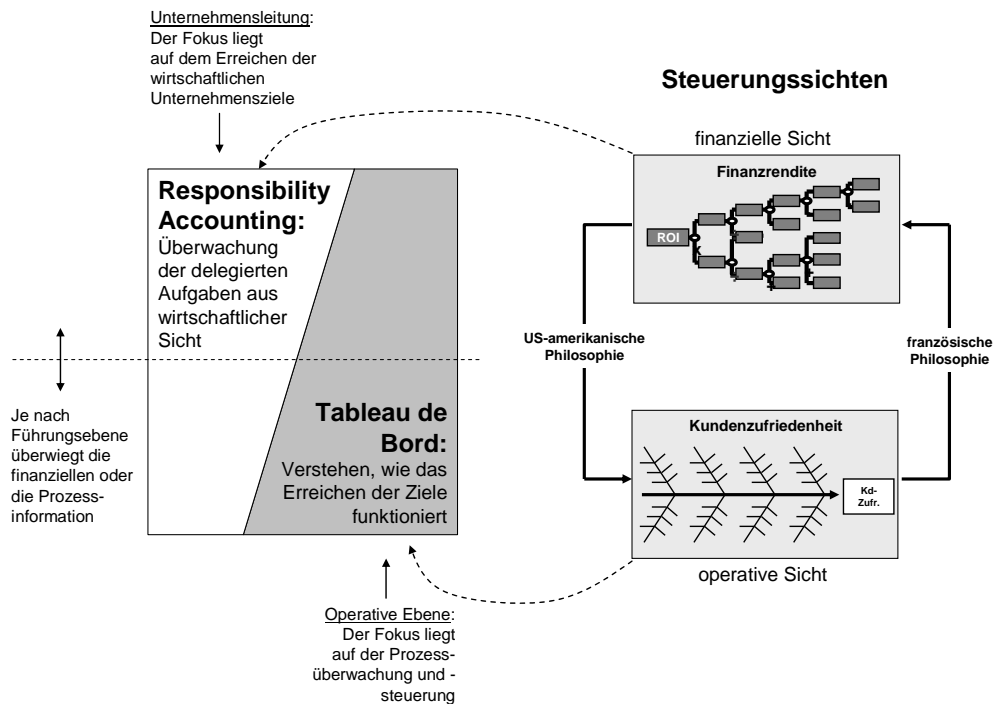 Unternehmensleitung:
Der Fokus liegt
auf dem Erreichen der
wirtschaftlichen
Unternehmensziele
Steuerungssichten
finanzielle Sicht
Finanzrendite
ROI
Responsibility
Accounting:
Überwachung
der delegierten
Aufgaben aus
wirtschaftlicher
Sicht
US-amerikanische
Philosophie
französische
Philosophie
Je nach
Führungsebene
überwiegt die
finanziellen oder
die Prozess-
information
Tableau de
Bord:
Verstehen, wie das
Erreichen der Ziele
funktioniert
Kundenzufriedenheit
Kd-
Zufr.
operative Sicht
Operative Ebene:
Der Fokus liegt
auf der Prozess-
überwachung und -
steuerung